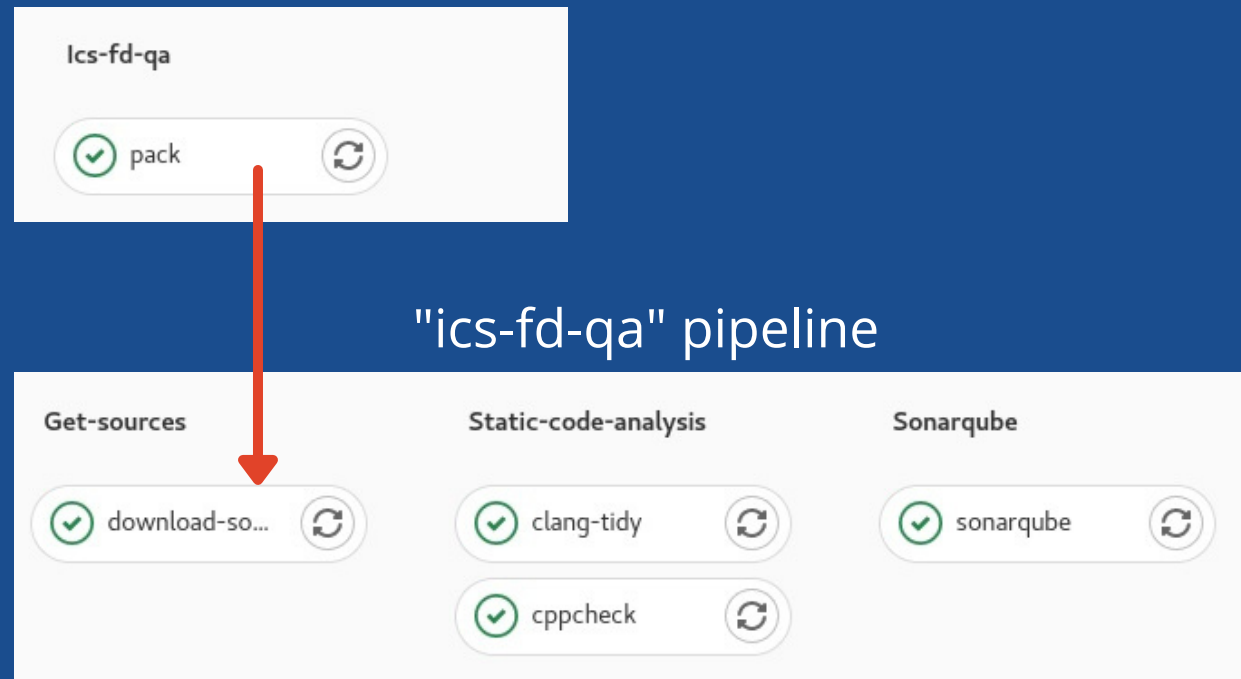 Ics-fd-qa
pack
"ics-fd-qa" pipeline
Get-sources
download-so...
Static-code-analysis
clang-tidy
cppcheck
Sonarqube
sonarqube